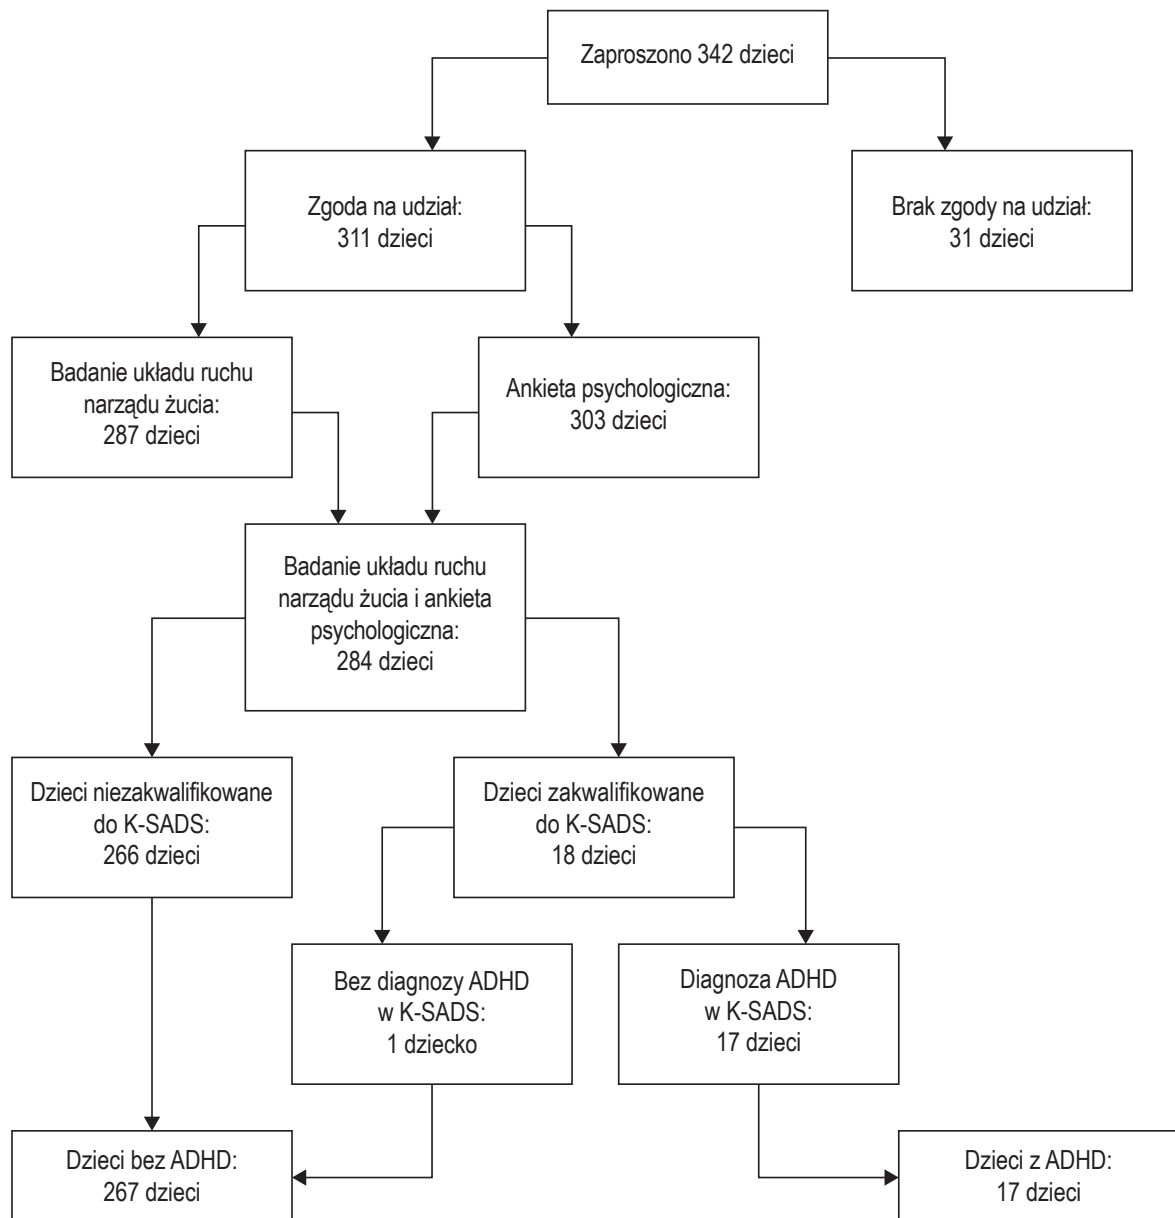 Zaproszono 342 dzieci
Zgoda na udział:
311 dzieci
Brak zgody na udział:
31 dzieci
Badanie układu ruchu
narządu żucia:
287 dzieci
Ankieta psychologiczna:
303 dzieci
Badanie układu ruchu
narządu żucia i ankieta
psychologiczna:
284 dzieci
Dzieci niezakwalifikowane
do K-SADS:
266 dzieci
Dzieci zakwalifikowane
do K-SADS:
18 dzieci
Bez diagnozy ADHD
w K-SADS:
1 dziecko
Diagnoza ADHD
w K-SADS:
17 dzieci
Dzieci bez ADHD:
267 dzieci
Dzieci z ADHD:
17 dzieci